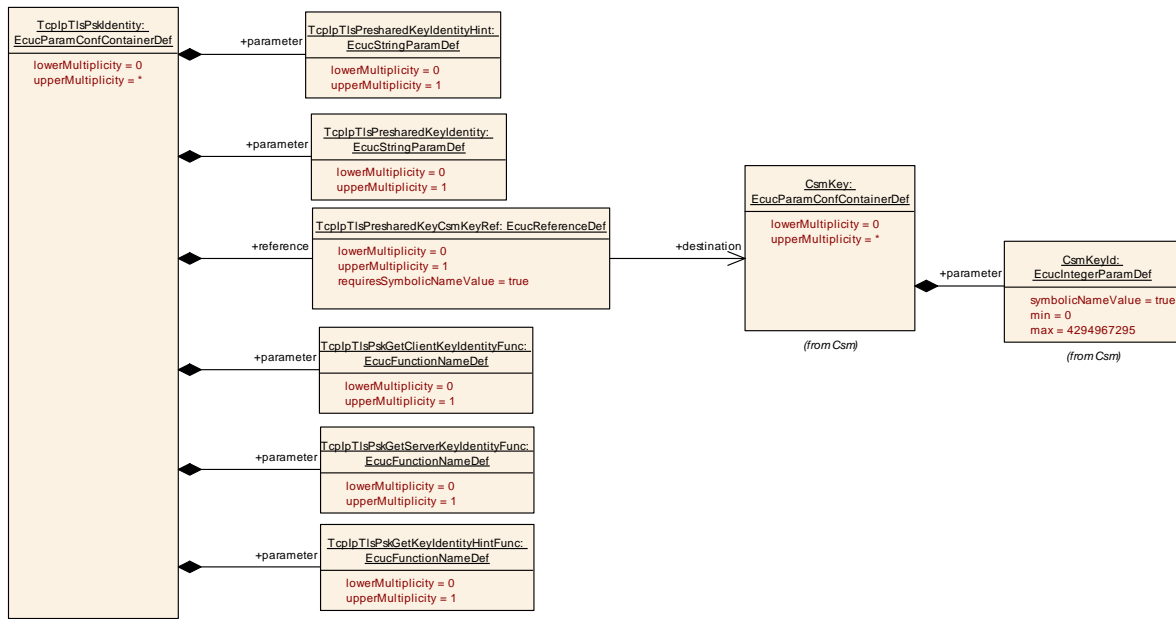 TcpIpTlsPskIdentity:
EcucParamConfContainerDef
lowerMultiplicity = 0
upperMultiplicity = *
+parameter
TcpIpTlsPresharedKeyIdentityHint:
EcucStringParamDef
lowerMultiplicity = 0
upperMultiplicity = 1
+parameter
TcpIpTlsPresharedKeyIdentity:
EcucStringParamDef
lowerMultiplicity = 0
upperMultiplicity = 1
+reference
TcpIpTlsPresharedKeyCsmKeyRef: EcucReferenceDef
lowerMultiplicity = 0
upperMultiplicity = 1
requiresSymbolicNameValue = true
+destination
CsmKey:
EcucParamConfContainerDef
lowerMultiplicity = 0
upperMultiplicity = *
(from Csm)
+parameter
CsmKeyId:
EcucIntegerParamDef
symbolicNameValue = true
min = 0
max = 4294967295
(from Csm)
+parameter
TcpIpTlsPskGetClientKeyIdentityFunc:
EcucFunctionNameDef
lowerMultiplicity = 0
upperMultiplicity = 1
+parameter
TcpIpTlsPskGetServerKeyIdentityFunc:
EcucFunctionNameDef
lowerMultiplicity = 0
upperMultiplicity = 1
+parameter
TcpIpTlsPskGetKeyIdentityHintFunc:
EcucFunctionNameDef
lowerMultiplicity = 0
upperMultiplicity = 1